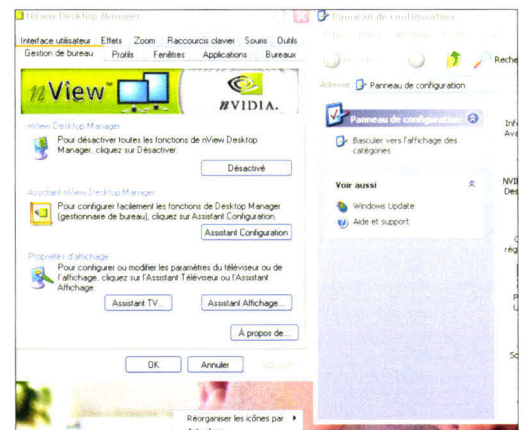 nView Desktop Manager
Interface utilisateur Effets Zoom Raccourcis clavier Souris Outils
Gestion de bureau Profils Fenêtres Applications Bureaux
nView™
nVIDIA.
nView Desktop Manager
Pour désactiver toutes les fonctions de nView Desktop
Manager, cliquez sur Désactiver.
Désactivé
Assistant nView Desktop Manager
Pour configurer facilement les fonctions de Desktop Manager
(gestionnaire de bureau), cliquez sur Assistant Configuration.
Assistant Configuration
Propriétés d'affichage
Pour configurer ou modifier les paramètres du téléviseur ou de
l'affichage, cliquez sur l'Assistant Téléviseur ou l'Assistant
Affichage.
Assistant TV...
Assistant Affichage...
À propos de...
OK
Annuler
Réorganiser les icônes par
Panneau de configuration
Reche
Adresse Panneau de configuration
Panneau de configuration
Basculer vers l'affichage des
catégories
Voir aussi
Windows Update
Aide et support
Ava
NVI
Des
rég